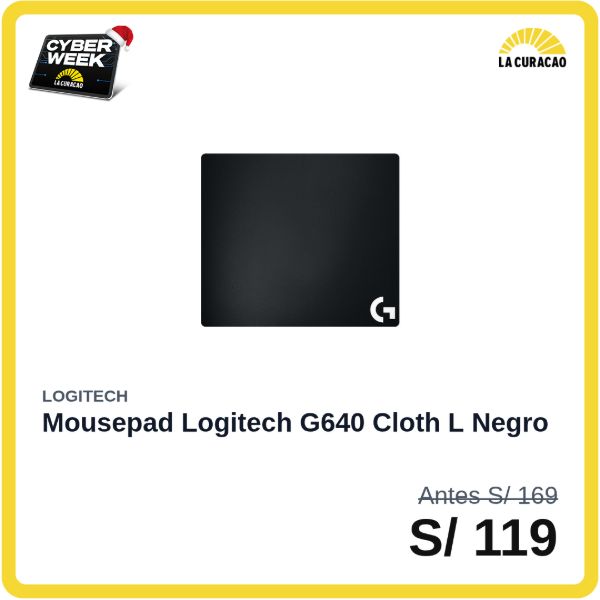 CYBER
WEEK
LA CURACAO
LA CURACAO
G
LOGITECH
Mousepad Logitech G640 Cloth L Negro
Antes S/ 169
S/ 119